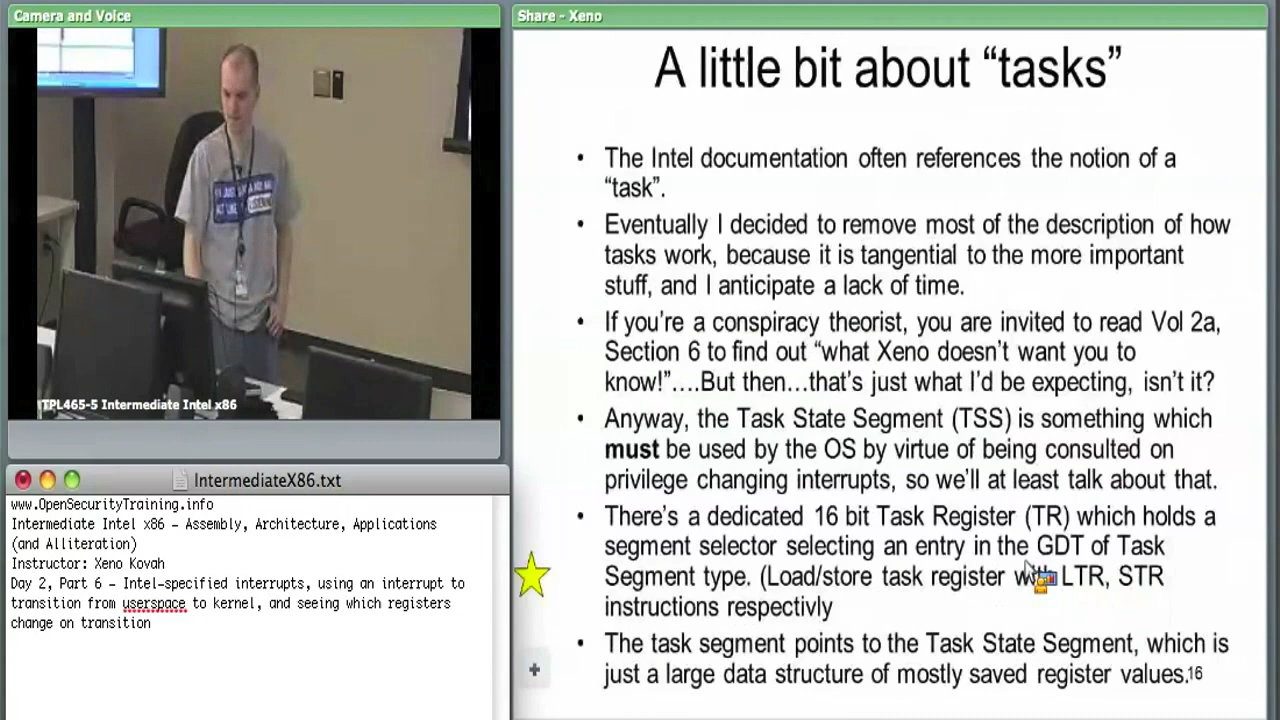 Camera and Voice
TPL465-5 Intermediate Intel x86
IntermediateX86.txt
www.OpenSecurityTraining.info
Intermediate Intel x86 – Assembly, Architecture, Applications
(and Alliteration)
Instructor: Xeno Kovah
Day 2, Part 6 – Intel-specified interrupts, using an interrupt to
transition from userspace to kernel, and seeing which registers
change on transition
Share - Xeno
A little bit about “tasks”
• The Intel documentation often references the notion of a
“task”.
• Eventually I decided to remove most of the description of how
tasks work, because it is tangential to the more important
stuff, and I anticipate a lack of time.
• If you’re a conspiracy theorist, you are invited to read Vol 2a,
Section 6 to find out “what Xeno doesn’t want you to
know!”….But then…that’s just what I’d be expecting, isn’t it?
• Anyway, the Task State Segment (TSS) is something which
must be used by the OS by virtue of being consulted on
privilege changing interrupts, so we’ll at least talk about that.
• There’s a dedicated 16 bit Task Register (TR) which holds a
segment selector selecting an entry in the GDT of Task
Segment type. (Load/store task register LTR, STR
instructions respectivly
• The task segment points to the Task State Segment, which is
just a large data structure of mostly saved register values.
16